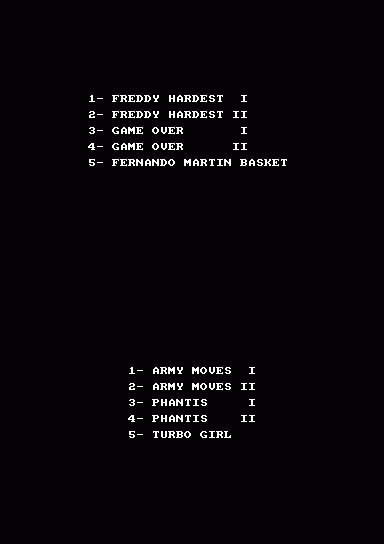 1- FREDDY HARDEST  I
2- FREDDY HARDEST II
3- GAME OVER       I
4- GAME OVER      II
5- FERNANDO MARTIN BASKET
1- ARMY MOVES  I
2- ARMY MOVES II
3- PHANTIS     I
4- PHANTIS    II
5- TURBO GIRL